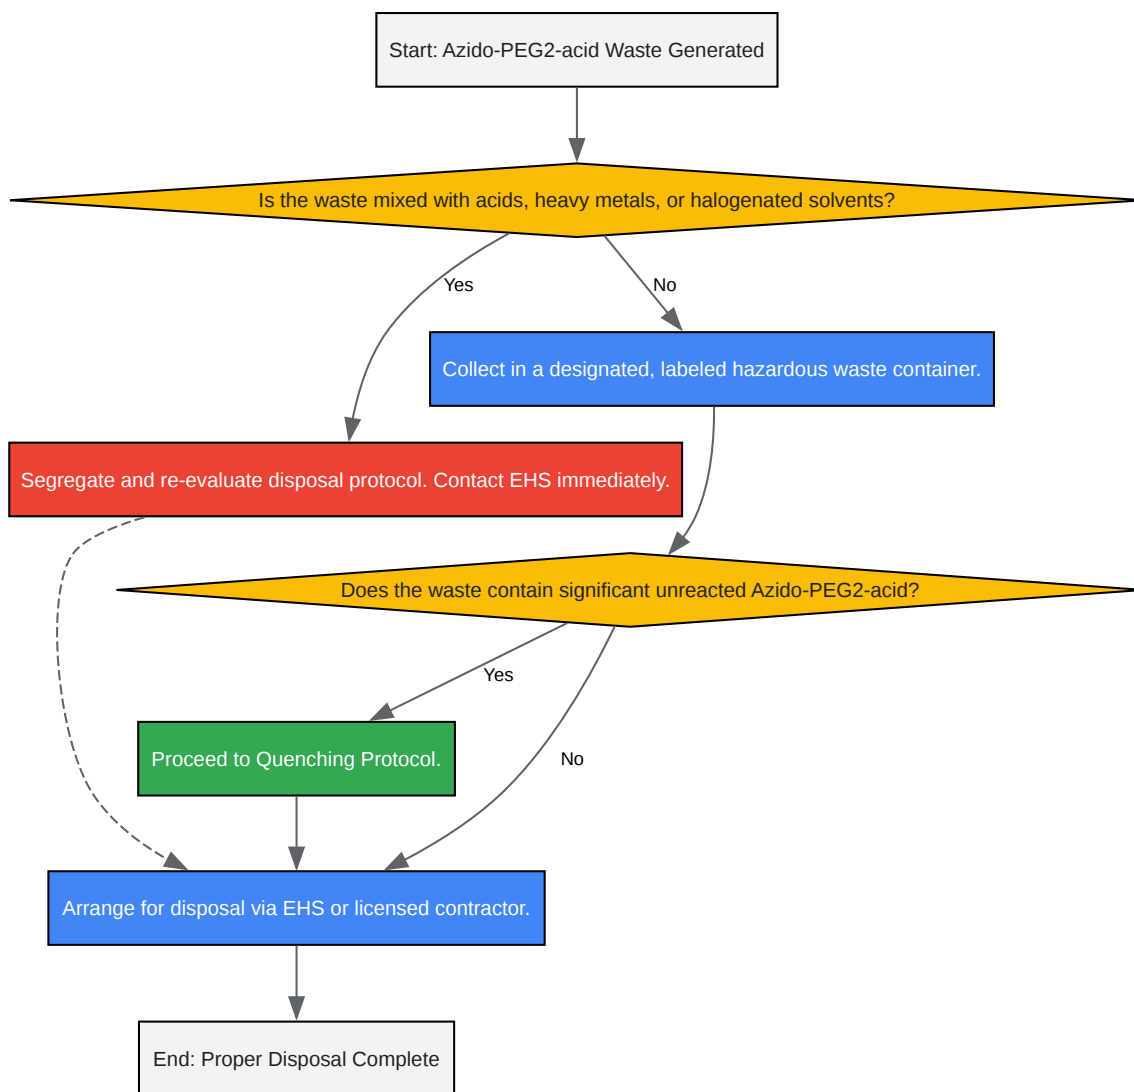 Start: Azido-PEG2-acid Waste Generated
Is the waste mixed with acids, heavy metals, or halogenated solvents?
Yes
No
Collect in a designated, labeled hazardous waste container.
Segregate and re-evaluate disposal protocol. Contact EHS immediately.
Does the waste contain significant unreacted Azido-PEG2-acid?
Yes
Proceed to Quenching Protocol.
No
Arrange for disposal via EHS or licensed contractor.
End: Proper Disposal Complete